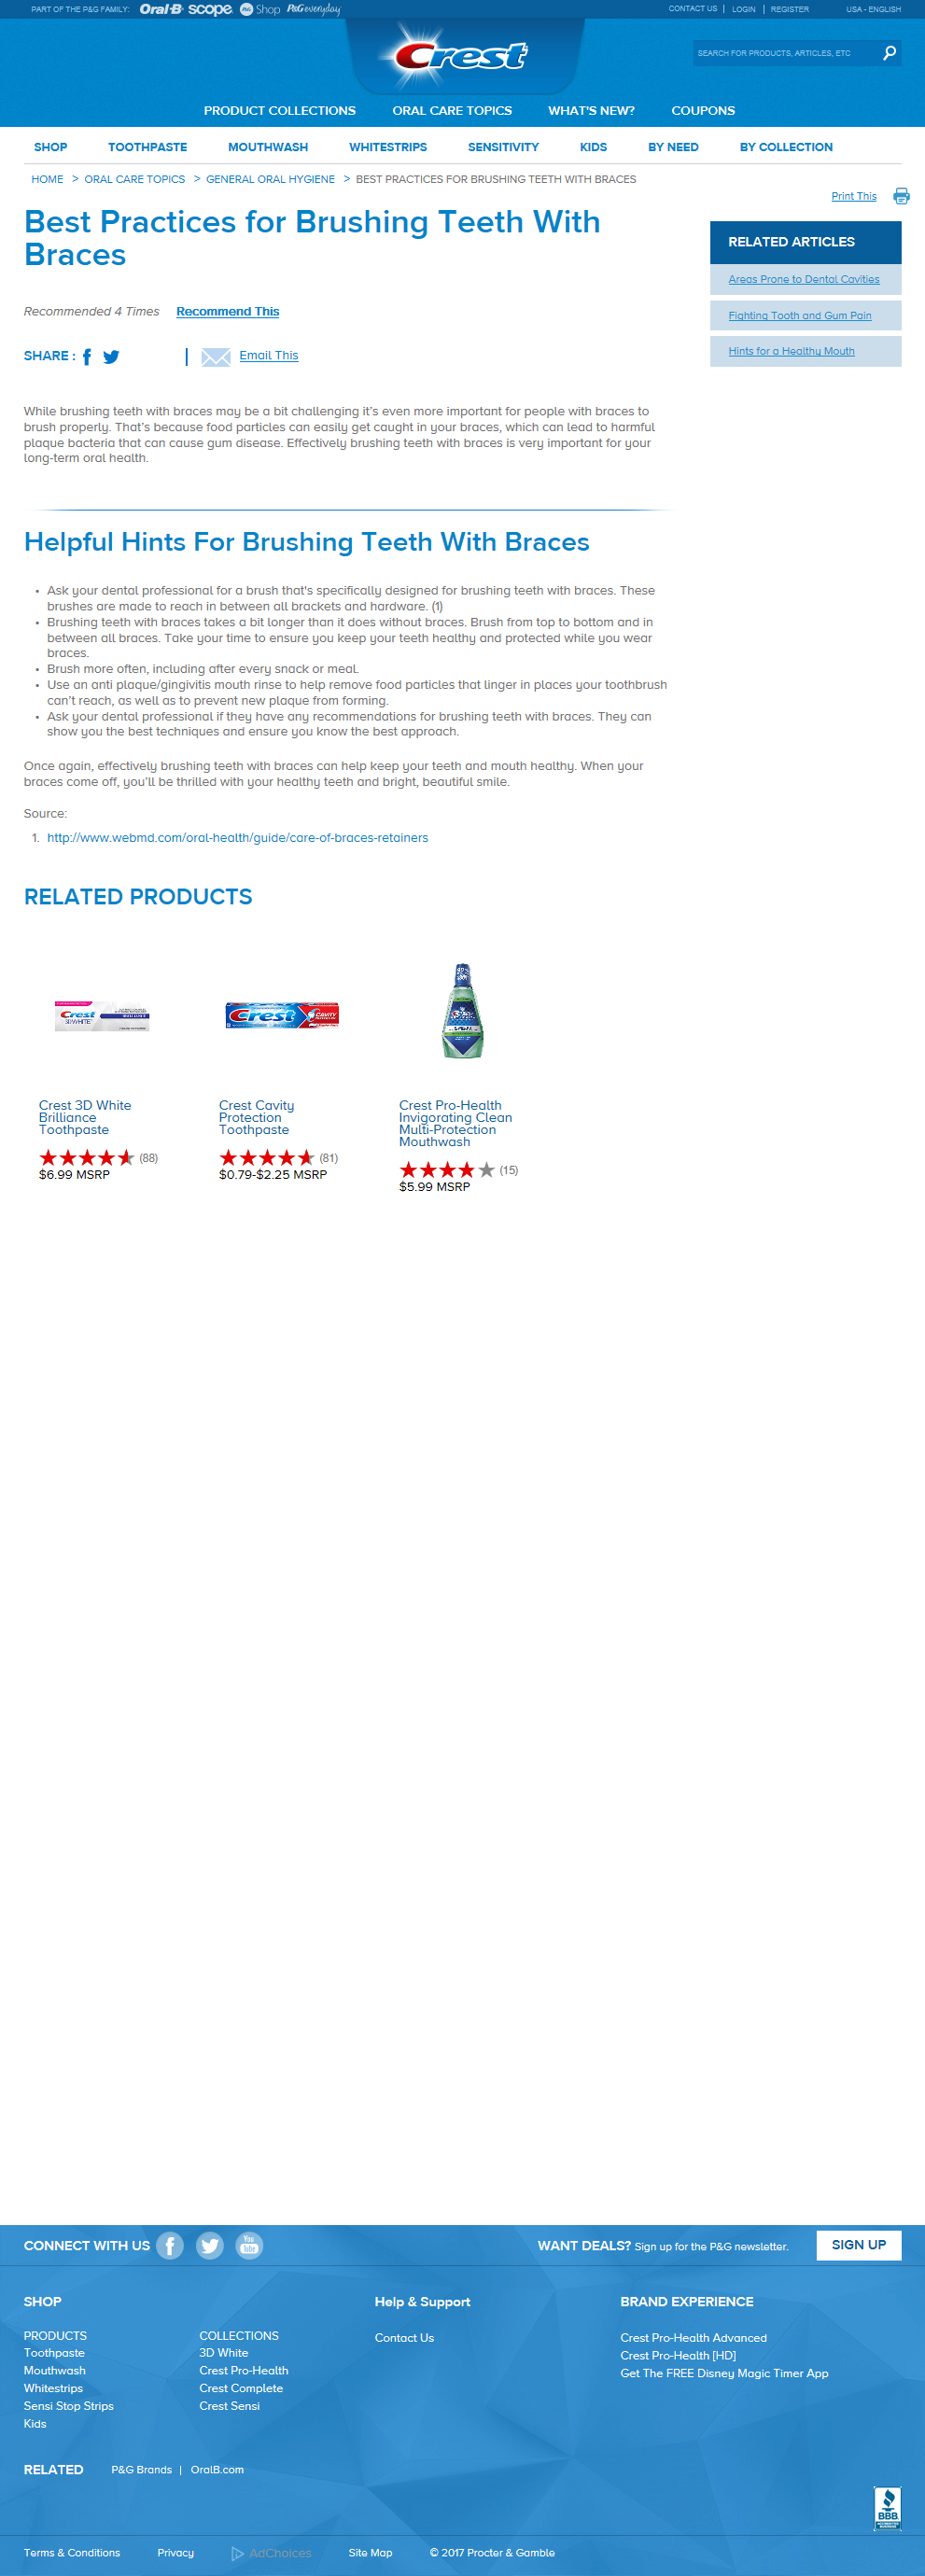 PART OF THE P&G FAMILY: Oral-B scope P&G Shop P&G everyday CONTACT US | LOGIN | REGISTER USA - ENGLISH
Crest
SEARCH FOR PRODUCTS, ARTICLES, ETC
PRODUCT COLLECTIONS ORAL CARE TOPICS WHAT'S NEW? COUPONS
SHOP TOOTHPASTE MOUTHWASH WHITESTRIPS SENSITIVITY KIDS BY NEED BY COLLECTION
HOME > ORAL CARE TOPICS > GENERAL ORAL HYGIENE > BEST PRACTICES FOR BRUSHING TEETH WITH BRACES
Print This
Best Practices for Brushing Teeth With
Braces
RELATED ARTICLES
Areas Prone to Dental Cavities
Fighting Tooth and Gum Pain
Hints for a Healthy Mouth
Recommended 4 Times Recommend This
SHARE : Email This
While brushing teeth with braces may be a bit challenging it's even more important for people with braces to
brush properly. That's because food particles can easily get caught in your braces, which can lead to harmful
plaque bacteria that can cause gum disease. Effectively brushing teeth with braces is very important for your
long-term oral health.
Helpful Hints For Brushing Teeth With Braces
• Ask your dental professional for a brush that's specifically designed for brushing teeth with braces. These
brushes are made to reach in between all brackets and hardware. (1)
• Brushing teeth with braces takes a bit longer than it does without braces. Brush from top to bottom and in
between all braces. Take your time to ensure you keep your teeth healthy and protected while you wear
braces.
• Brush more often, including after every snack or meal.
• Use an anti plaque/gingivitis mouth rinse to help remove food particles that linger in places your toothbrush
can't reach, as well as to prevent new plaque from forming.
• Ask your dental professional if they have any recommendations for brushing teeth with braces. They can
show you the best techniques and ensure you know the best approach.
Once again, effectively brushing teeth with braces can help keep your teeth and mouth healthy. When your
braces come off, you'll be thrilled with your healthy teeth and bright, beautiful smile.
Source:
1. http://www.webmd.com/oral-health/guide/care-of-braces-retainers
RELATED PRODUCTS
Crest
3D WHITE
Crest CAVITY
Crest 3D White
Brilliance
Toothpaste
(88)
$6.99 MSRP
Crest Cavity
Protection
Toothpaste
(81)
$0.79-$2.25 MSRP
Crest Pro-Health
Invigorating Clean
Multi-Protection
Mouthwash
(15)
$5.99 MSRP
CONNECT WITH US You Tube WANT DEALS? Sign up for the P&G newsletter. SIGN UP
SHOP
PRODUCTS
Toothpaste
Mouthwash
Whitestrips
Sensi Stop Strips
Kids
COLLECTIONS
3D White
Crest Pro-Health
Crest Complete
Crest Sensi
Help & Support
Contact Us
BRAND EXPERIENCE
Crest Pro-Health Advanced
Crest Pro-Health [HD]
Get The FREE Disney Magic Timer App
RELATED P&G Brands | OralB.com
BBB
Terms & Conditions Privacy AdChoices Site Map © 2017 Procter & Gamble